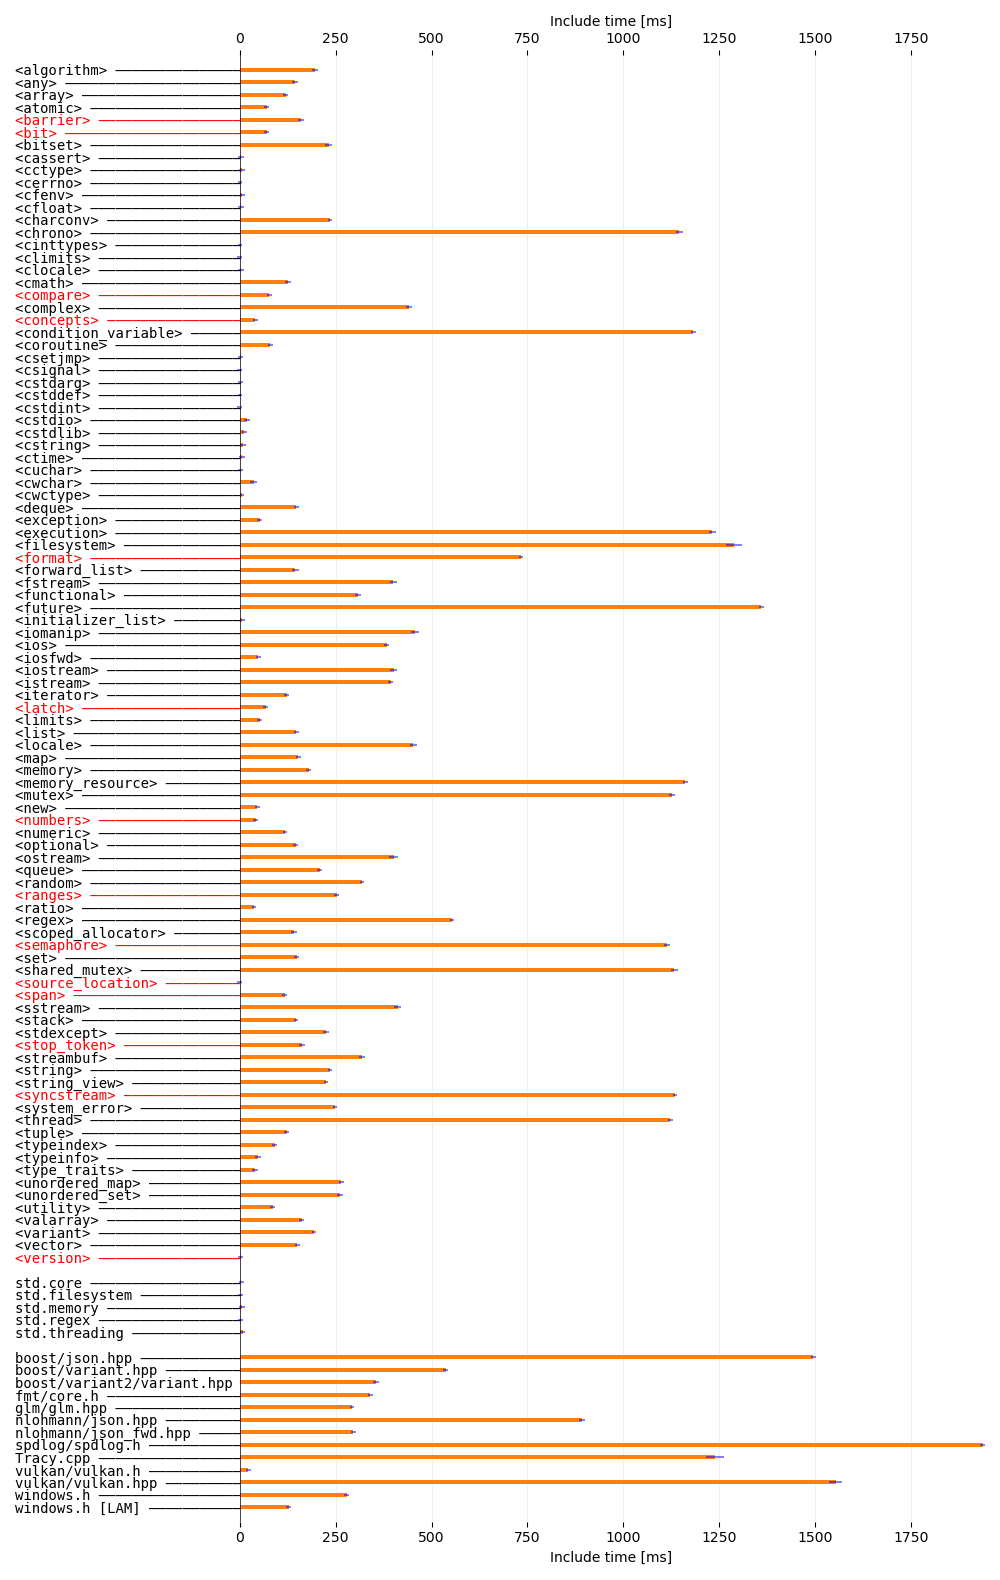 Include time [ms]
0 250 500 750 1000 1250 1500 1750
<algorithm>
<any>
<array>
<atomic>
<barrier>
<bit>
<bitset>
<cassert>
<cctype>
<cerrno>
<cfenv>
<cfloat>
<charconv>
<chrono>
<cinttypes>
<climits>
<clocale>
<cmath>
<compare>
<complex>
<concepts>
<condition_variable>
<coroutine>
<csetjmp>
<csignal>
<cstdarg>
<cstddef>
<cstdint>
<cstdio>
<cstdlib>
<cstring>
<ctime>
<cuchar>
<cwchar>
<cwctype>
<deque>
<exception>
<execution>
<filesystem>
<format>
<forward_list>
<fstream>
<functional>
<future>
<initializer_list>
<iomanip>
<ios>
<iosfwd>
<iostream>
<istream>
<iterator>
<latch>
<limits>
<list>
<locale>
<map>
<memory>
<memory_resource>
<mutex>
<new>
<numbers>
<numeric>
<optional>
<ostream>
<queue>
<random>
<ranges>
<ratio>
<regex>
<scoped_allocator>
<semaphore>
<set>
<shared_mutex>
<source_location>
<span>
<sstream>
<stack>
<stdexcept>
<stop_token>
<streambuf>
<string>
<string_view>
<syncstream>
<system_error>
<thread>
<tuple>
<typeindex>
<typeinfo>
<type_traits>
<unordered_map>
<unordered_set>
<utility>
<valarray>
<variant>
<vector>
<version>
std.core
std.filesystem
std.memory
std.regex
std.threading
boost/json.hpp
boost/variant.hpp
boost/variant2/variant.hpp
fmt/core.h
glm/glm.hpp
nlohmann/json.hpp
nlohmann/json_fwd.hpp
spdlog/spdlog.h
Tracy.cpp
vulkan/vulkan.h
vulkan/vulkan.hpp
windows.h
windows.h [LAM]
0 250 500 750 1000 1250 1500 1750
Include time [ms]